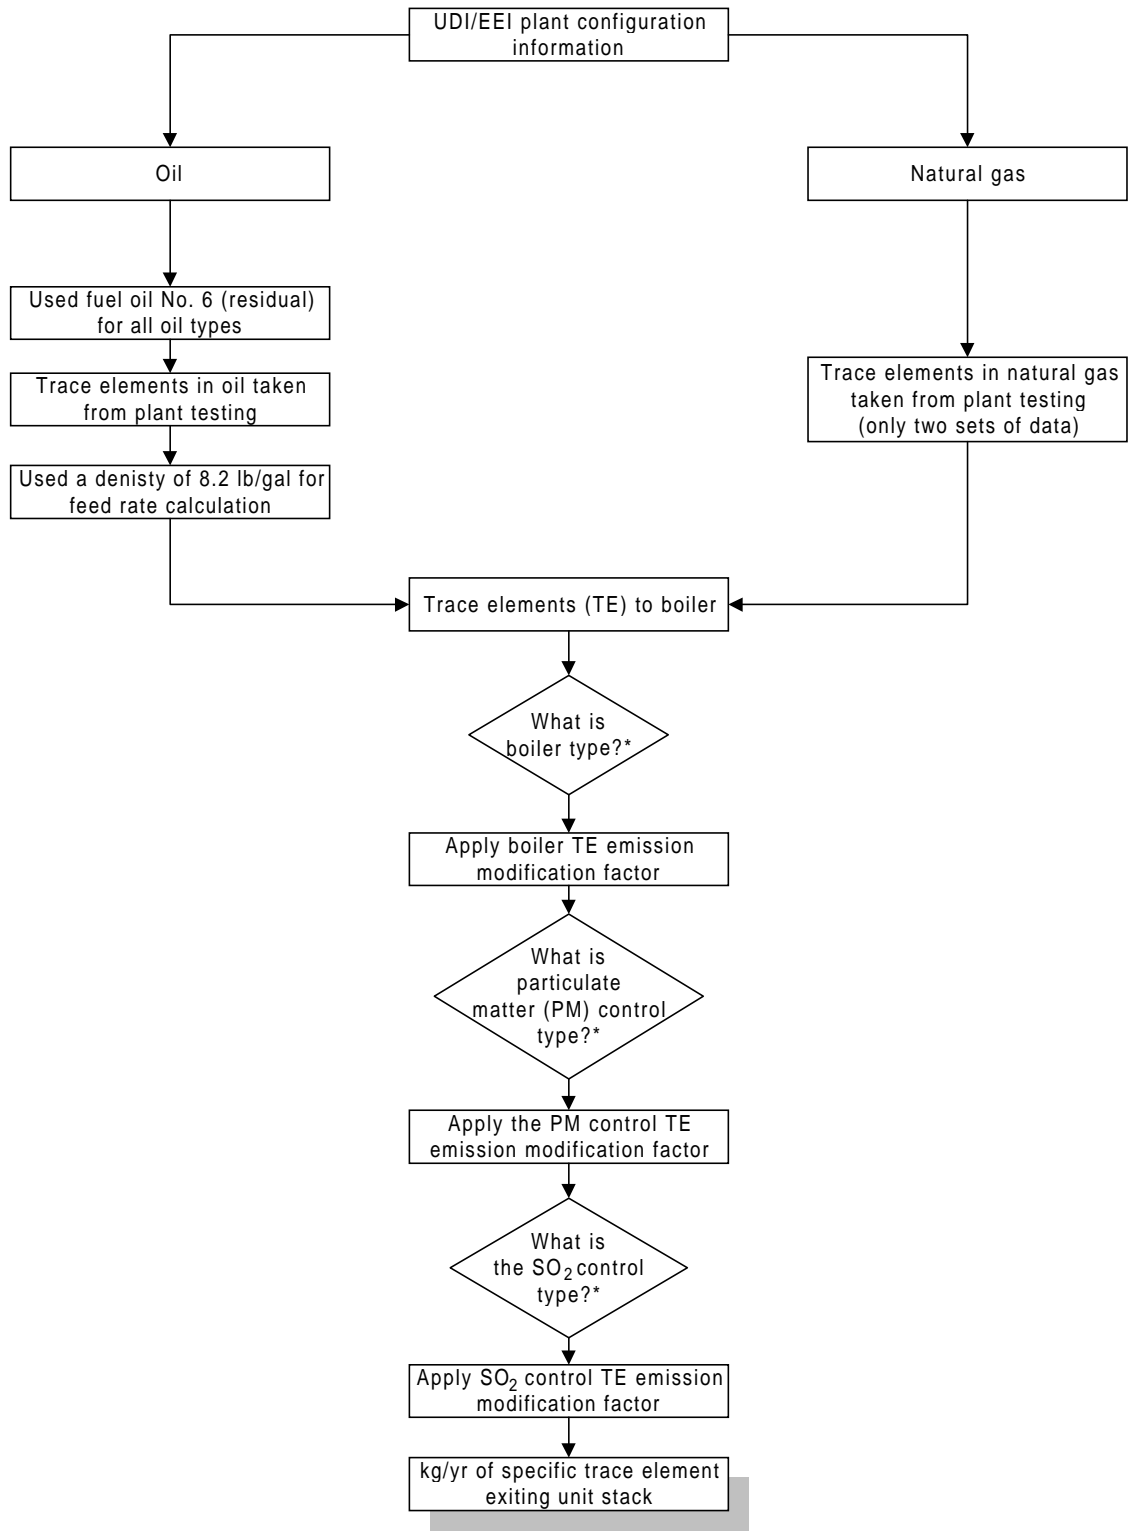 UDI/EEI plant configuration
information
Oil
Natural gas
Used fuel oil No. 6 (residual)
for all oil types
Trace elements in oil taken
from plant testing
Used a denisty of 8.2 lb/gal for
feed rate calculation
Trace elements in natural gas
taken from plant testing
(only two sets of data)
Trace elements (TE) to boiler
What is
boiler type?*
Apply boiler TE emission
modification factor
What is
particulate
matter (PM) control
type?*
Apply the PM control TE
emission modification factor
What is
the SO2 control
type?*
Apply SO2 control TE emission
modification factor
kg/yr of specific trace element
exiting unit stack